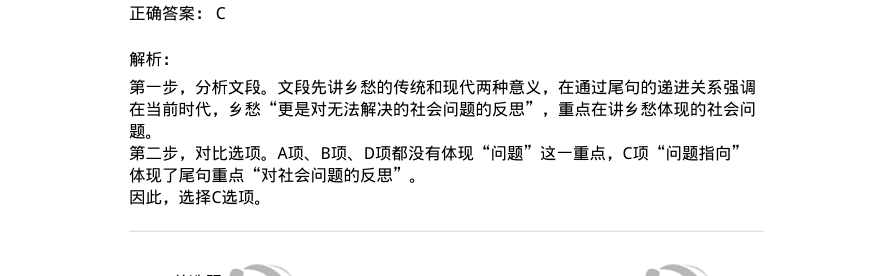 正确答案： C
解析：
第一步，分析文段。文段先讲乡愁的传统和现代两种意义，在通过尾句的递进关系强调
在当前时代，乡愁“更是对无法解决的社会问题的反思”，重点在讲乡愁体现的社会问
题。
第二步，对比选项。A项、B项、D项都没有体现“问题”这一重点，C项“问题指向”
体现了尾句重点“对社会问题的反思”。
因此，选择C选项。